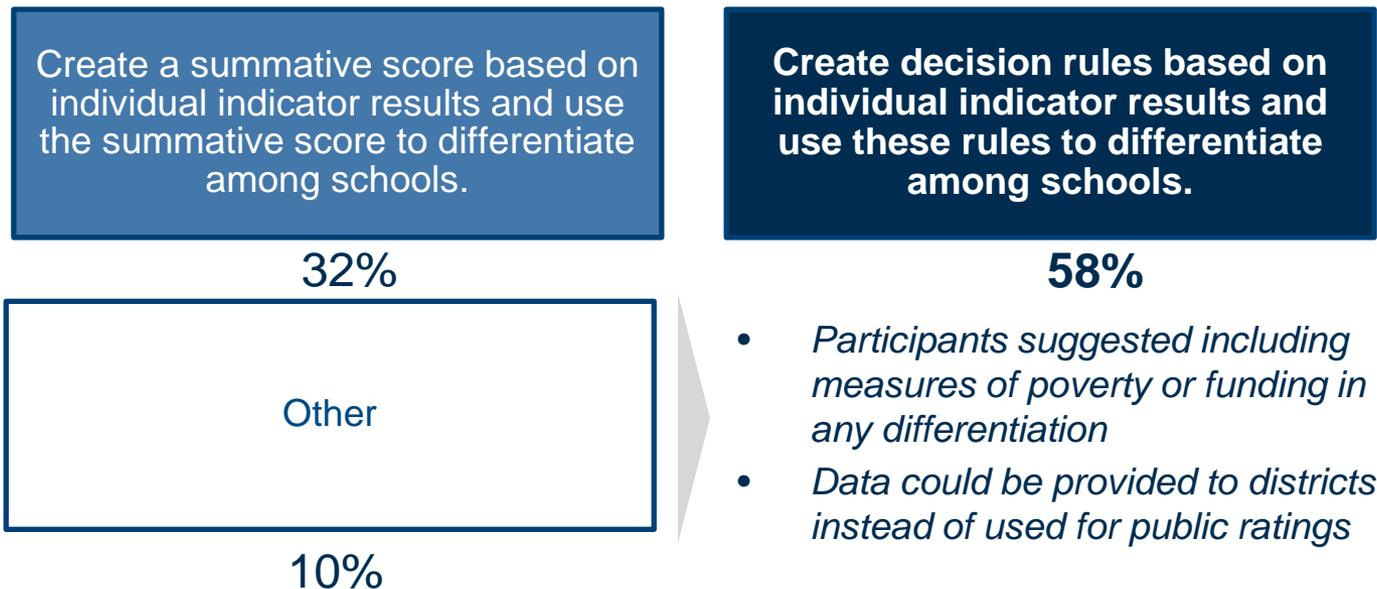 Create a summative score based on
individual indicator results and use
the summative score to differentiate
among schools.
32%
Create decision rules based on
individual indicator results and
use these rules to differentiate
among schools.
58%
Other
10%
• Participants suggested including
measures of poverty or funding in
any differentiation
• Data could be provided to districts
instead of used for public ratings